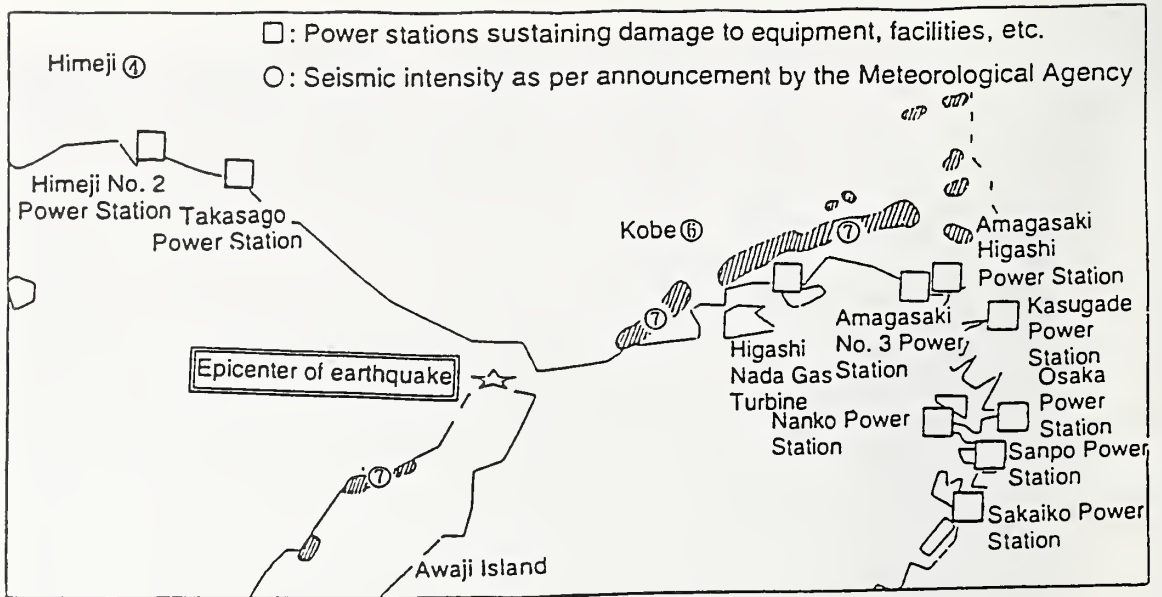 □: Power stations sustaining damage to equipment, facilities, etc.
Himeji ④
○: Seismic intensity as per announcement by the Meteorological Agency
Himeji No. 2
Power Station
Takasago
Power Station
Kobe ⑥
⑦
Amagasaki
Higashi
Power Station
⑦
Higashi
Nada Gas
Turbine
Amagasaki
No. 3 Power
Station
Kasugade
Power
Station
Epicenter of earthquake
Osaka
Power
Station
Nanko Power
Station
⑦
Sanpo Power
Station
Sakaiko Power
Station
Awaji Island